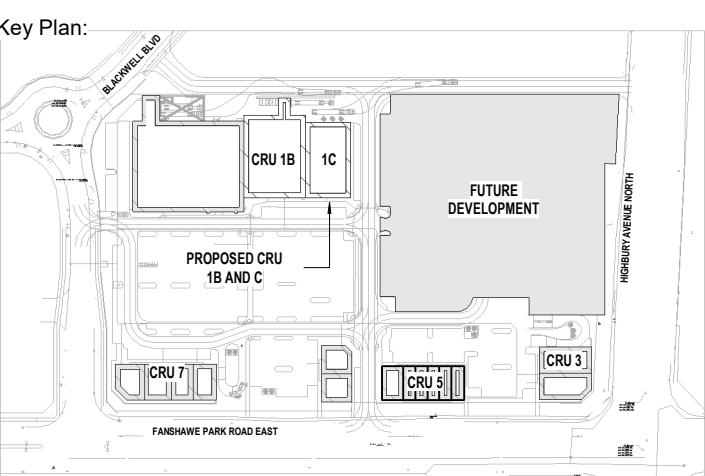 Key Plan:
BLACKWELL BLVD
CRU 1B
1C
FUTURE
DEVELOPMENT
HIGHBURY AVENUE NORTH
PROPOSED CRU
1B AND C
CRU 7
CRU 5
CRU 3
FANSHAWE PARK ROAD EAST